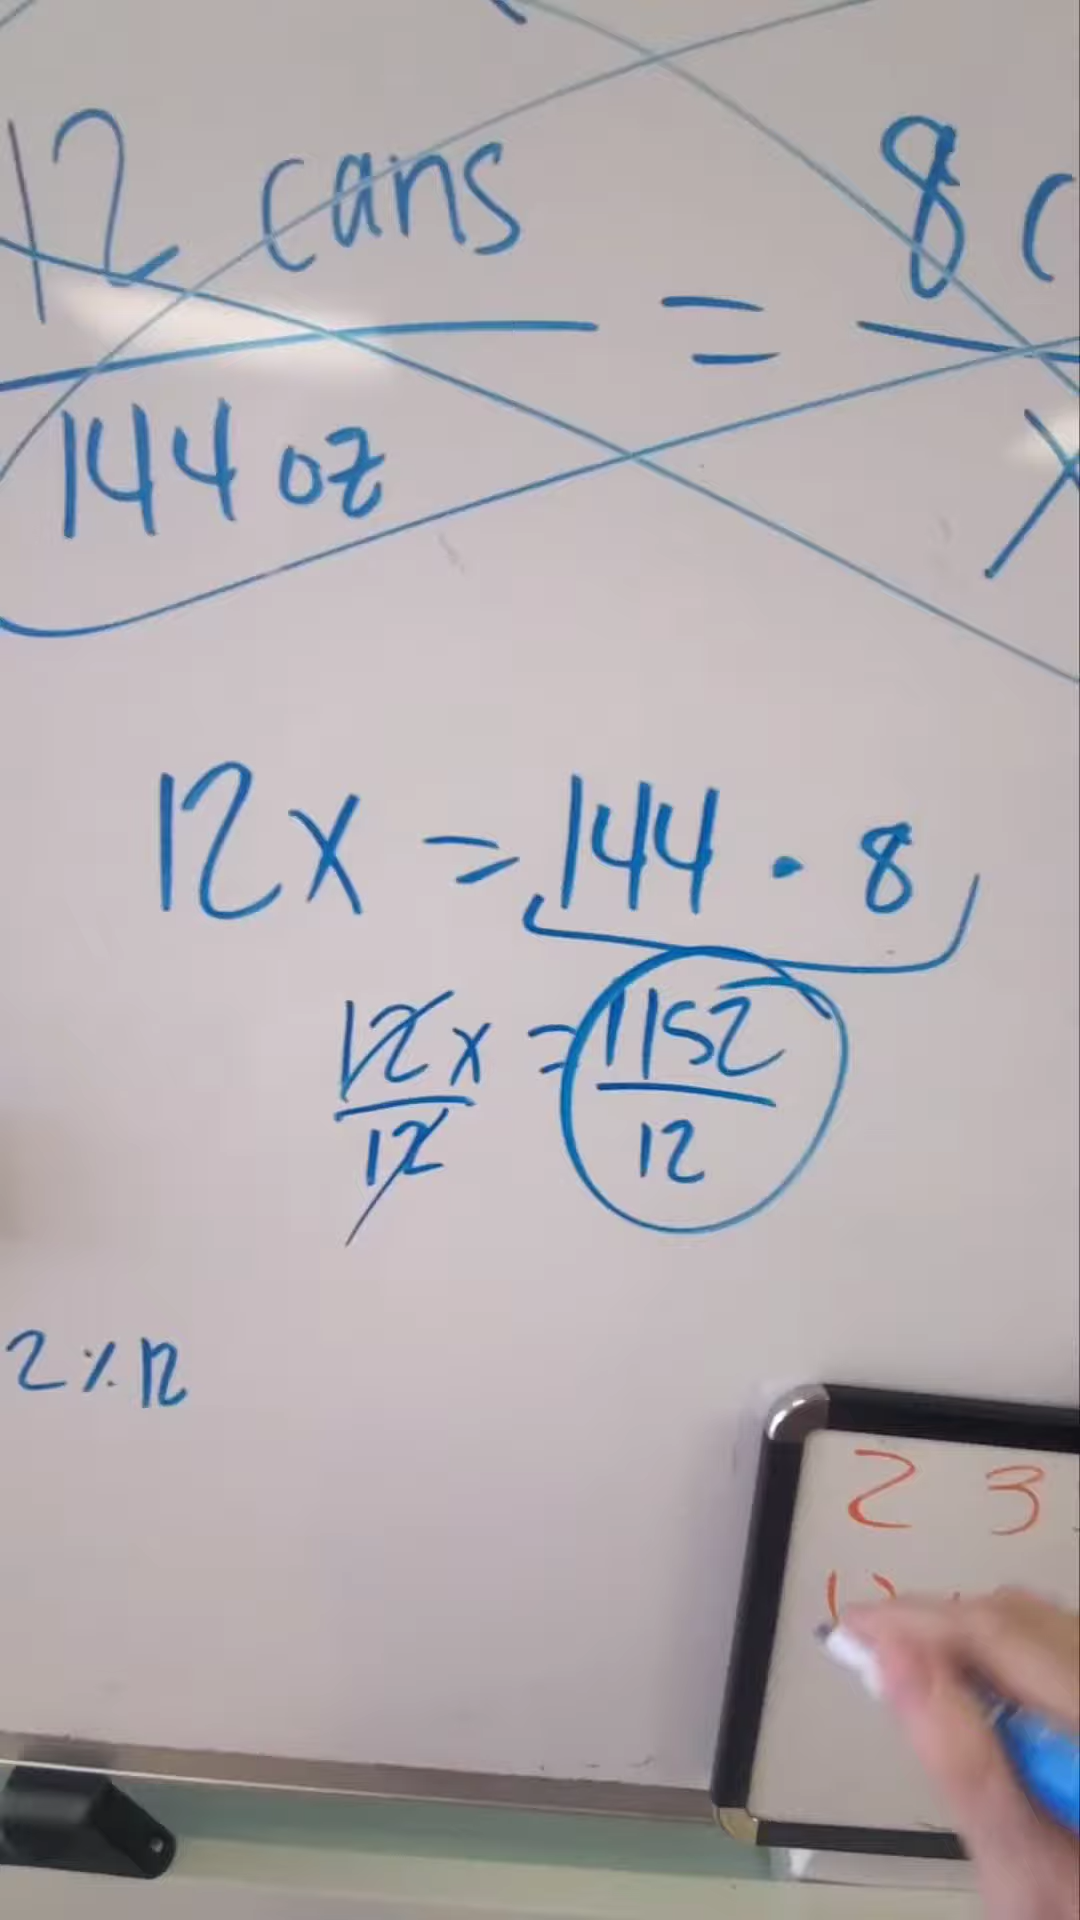 12 cans = 8 c
144 oz x
12x = 144 · 8
12x = 1152
12 12
2 ÷ 12
2 3